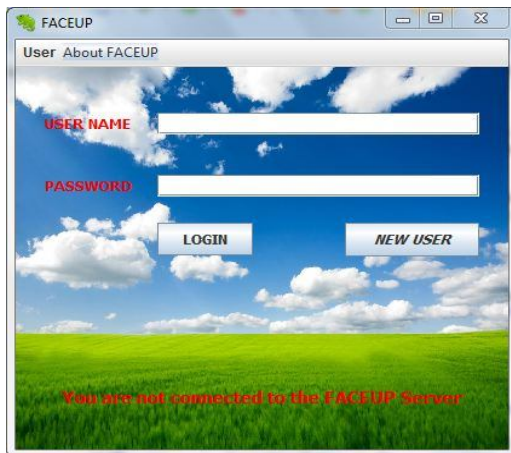 FACEUP
User About FACEUP
USER NAME
PASSWORD
LOGIN NEW USER
You are not connected to the FACEUP Server